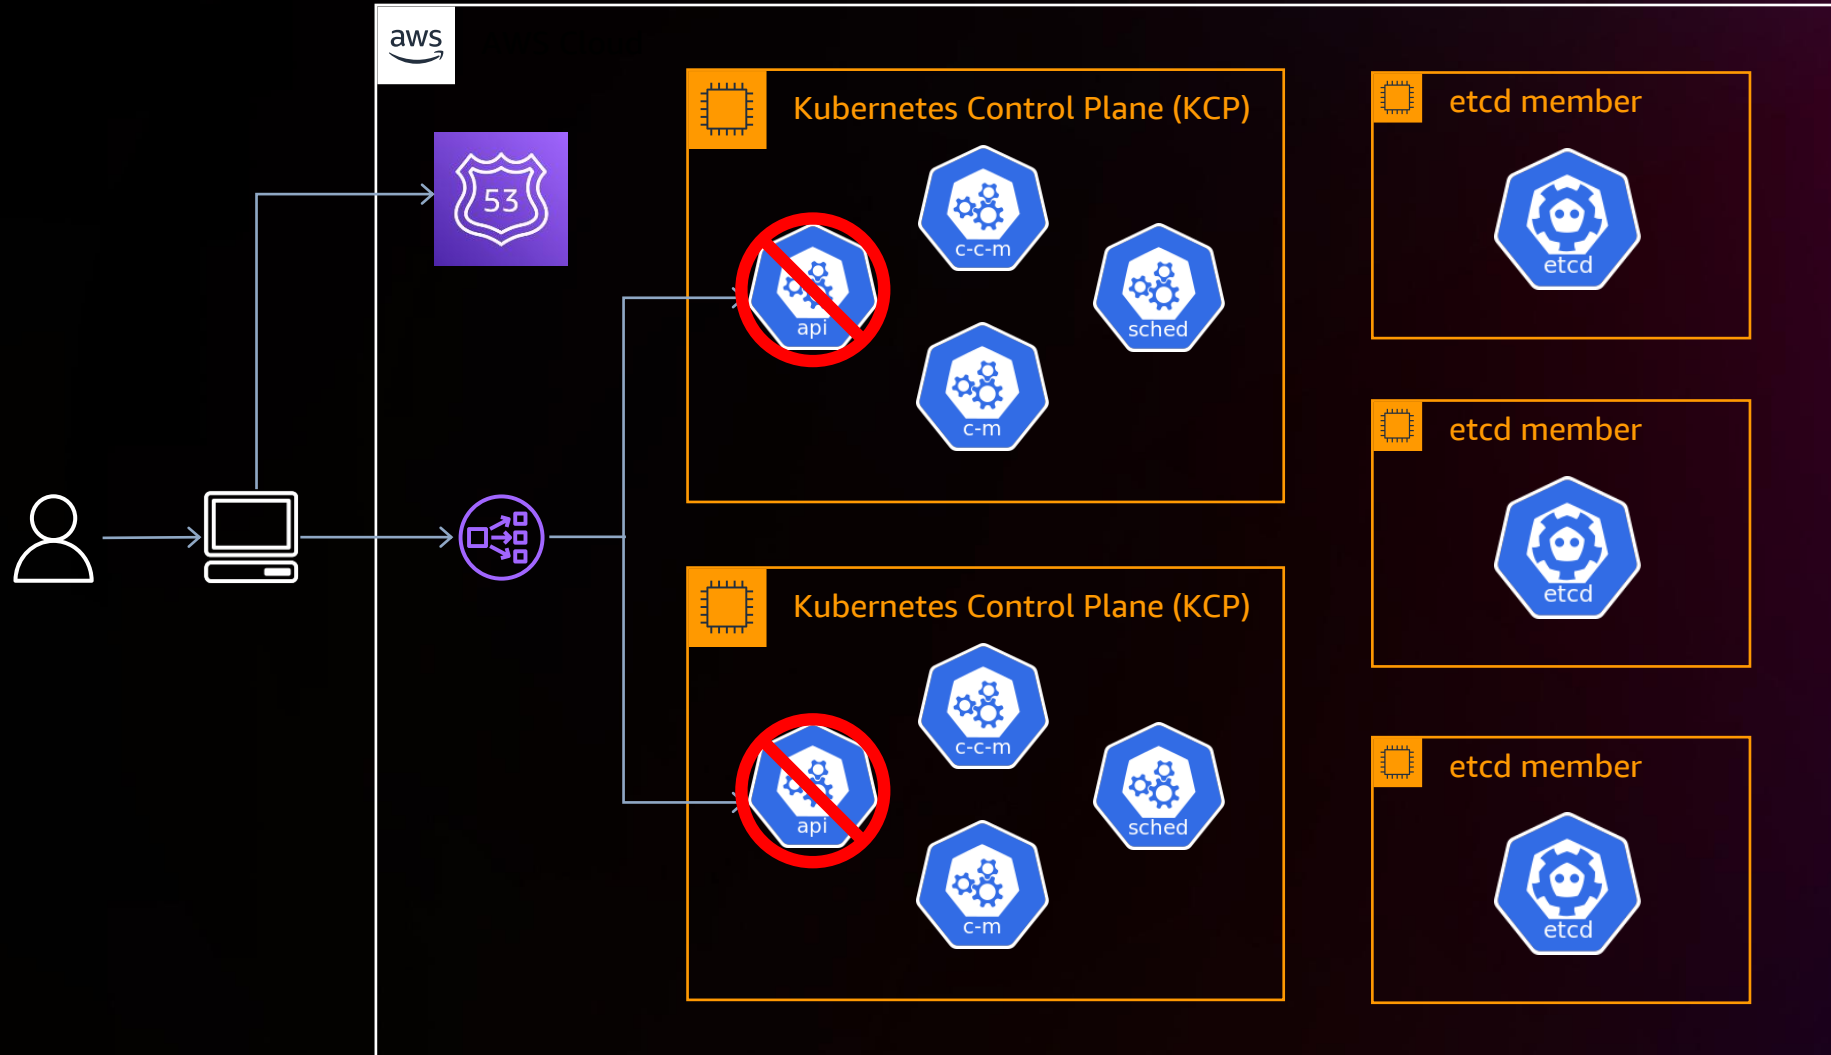 aws
53
Kubernetes Control Plane (KCP)
c-c-m
api
sched
c-m
Kubernetes Control Plane (KCP)
c-c-m
api
sched
c-m
etcd member
etcd
etcd member
etcd
etcd member
etcd